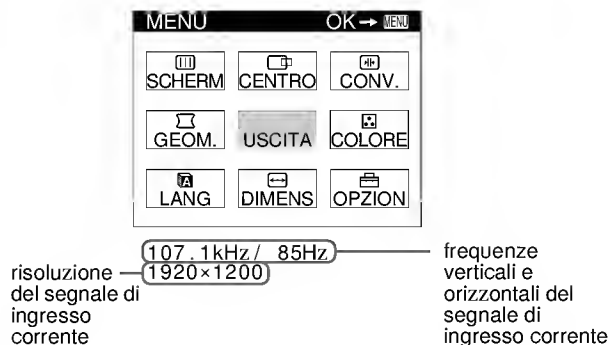 MENU OK→ MENU
SCHERM CENTRO CONV.
GEOM. USCITA COLORE
LANG DIMENS OPZION
107.1kHz/ 85Hz
1920×1200
risoluzione
del segnale di
ingresso
corrente
frequenze
verticali e
orizzontali del
segnale di
ingresso corrente